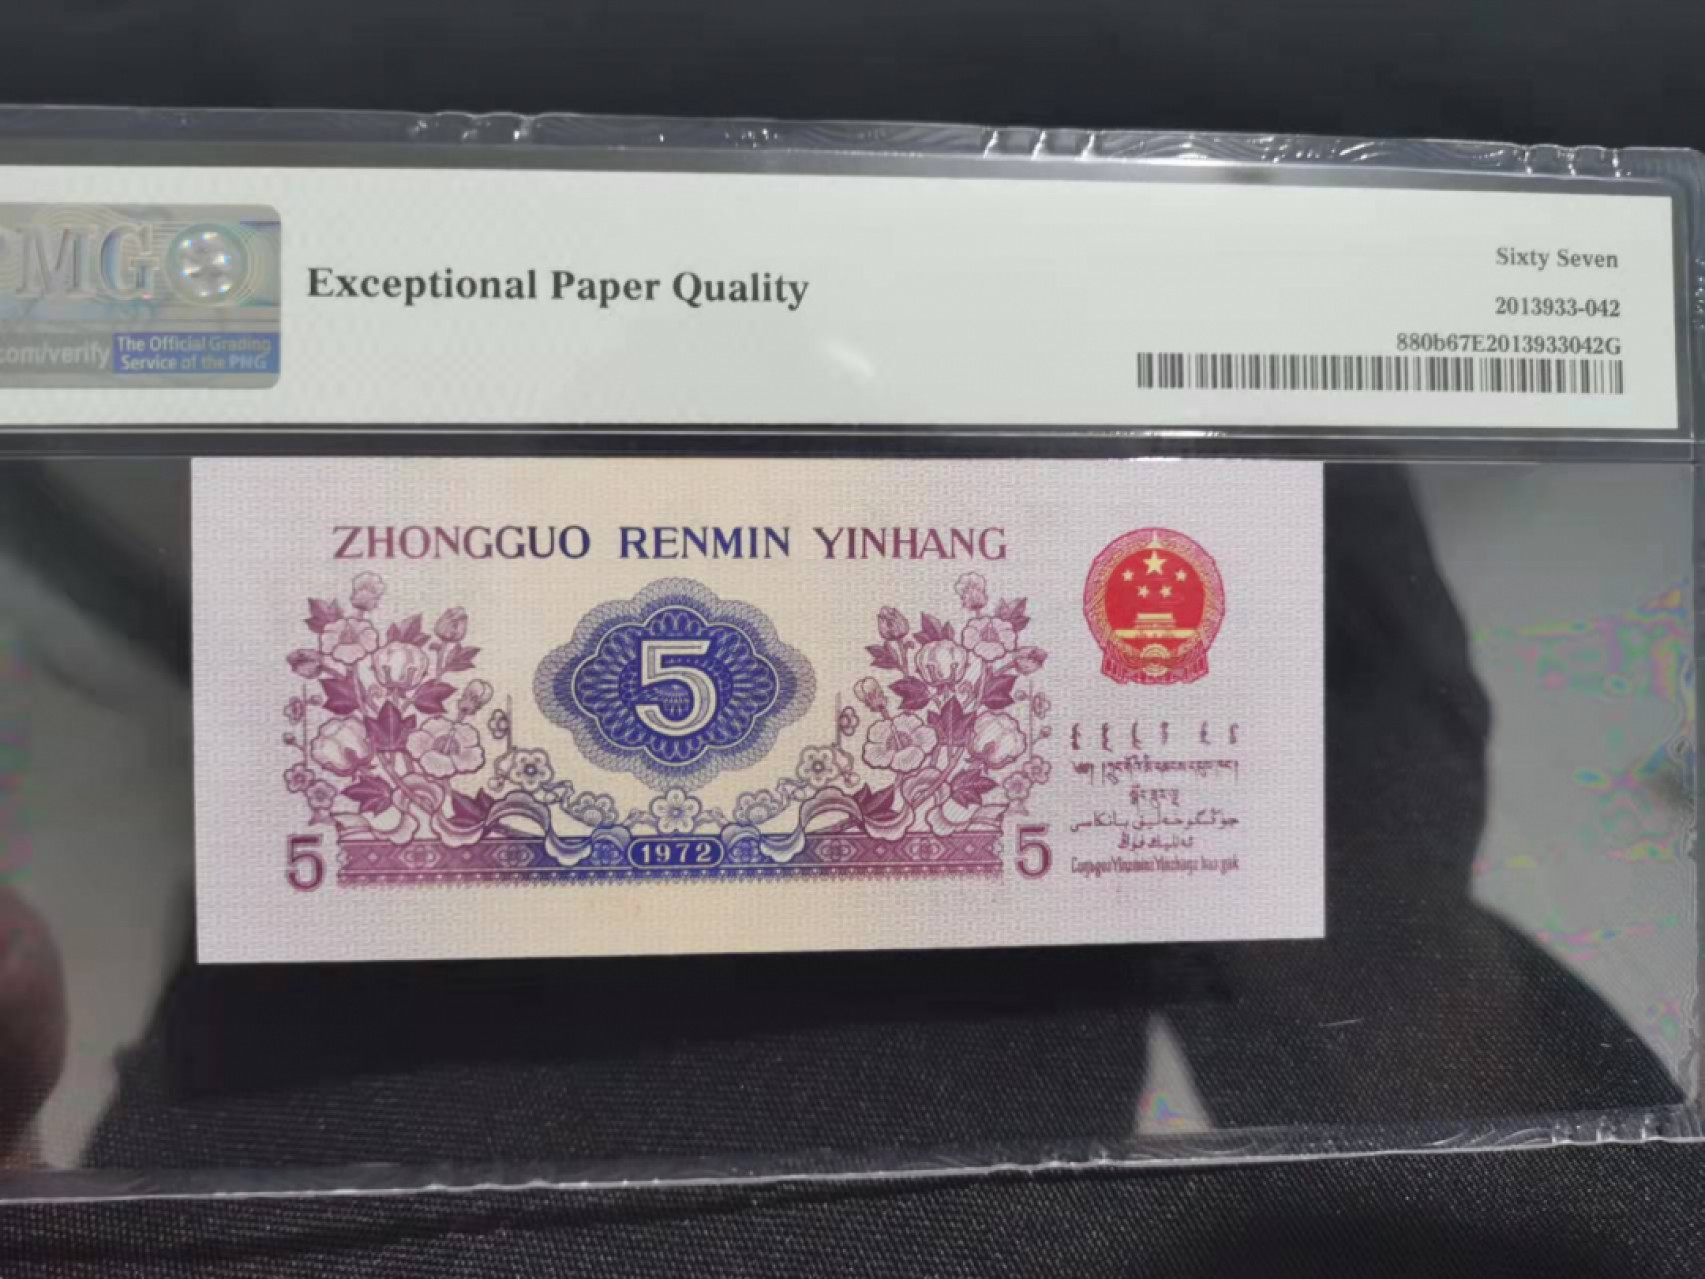 PMG
.com/verify
The Official Grading
Service of the PNG
Exceptional Paper Quality
Sixty Seven
2013933-042
880b67E2013933042G
ZHONGGUO RENMIN YINHANG
5
5
1972
5